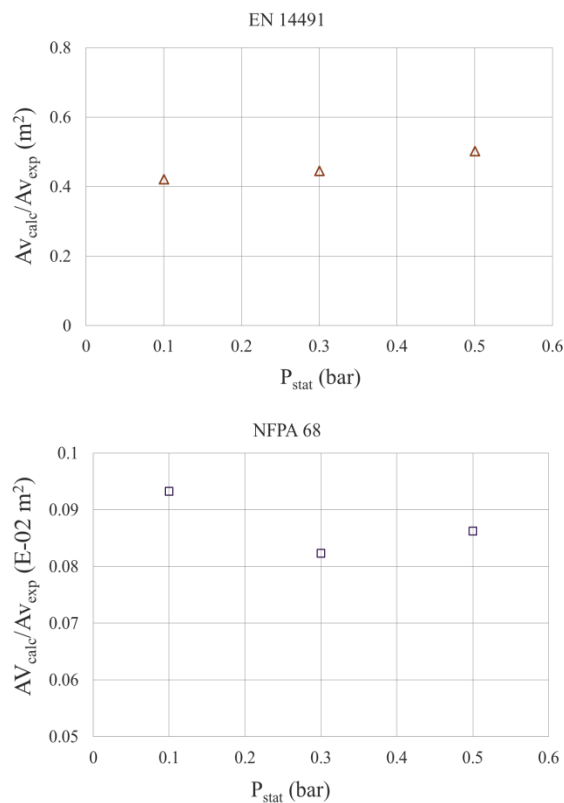 EN 14491
Av_calc/Av_exp (m²)
0.8
0.6
0.4
0.2
0
0 0.1 0.2 0.3 0.4 0.5 0.6
P_stat (bar)
NFPA 68
AV_calc/Av_exp (E-02 m²)
0.1
0.09
0.08
0.07
0.06
0.05
0 0.1 0.2 0.3 0.4 0.5 0.6
P_stat (bar)